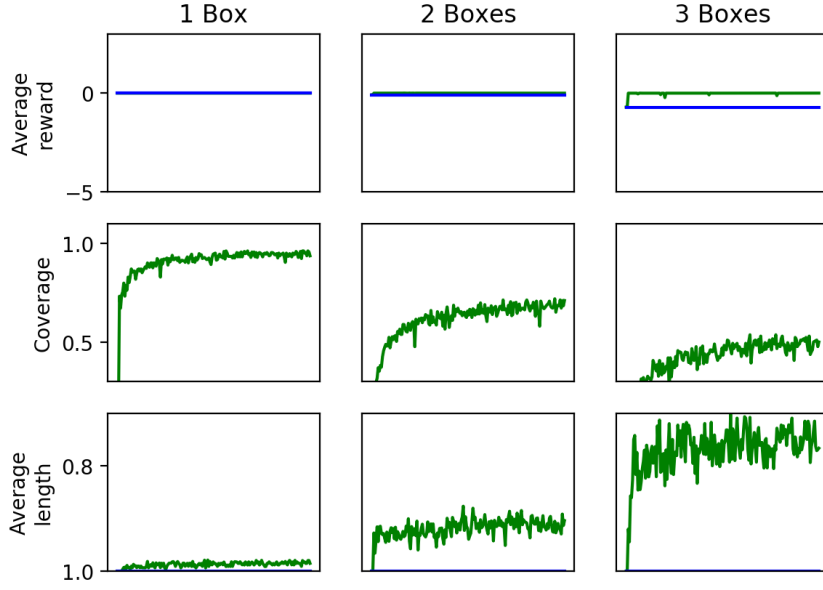 1 Box
2 Boxes
3 Boxes
Average
reward
0
−5
Coverage
1.0
0.5
Average
length
0.8
1.0